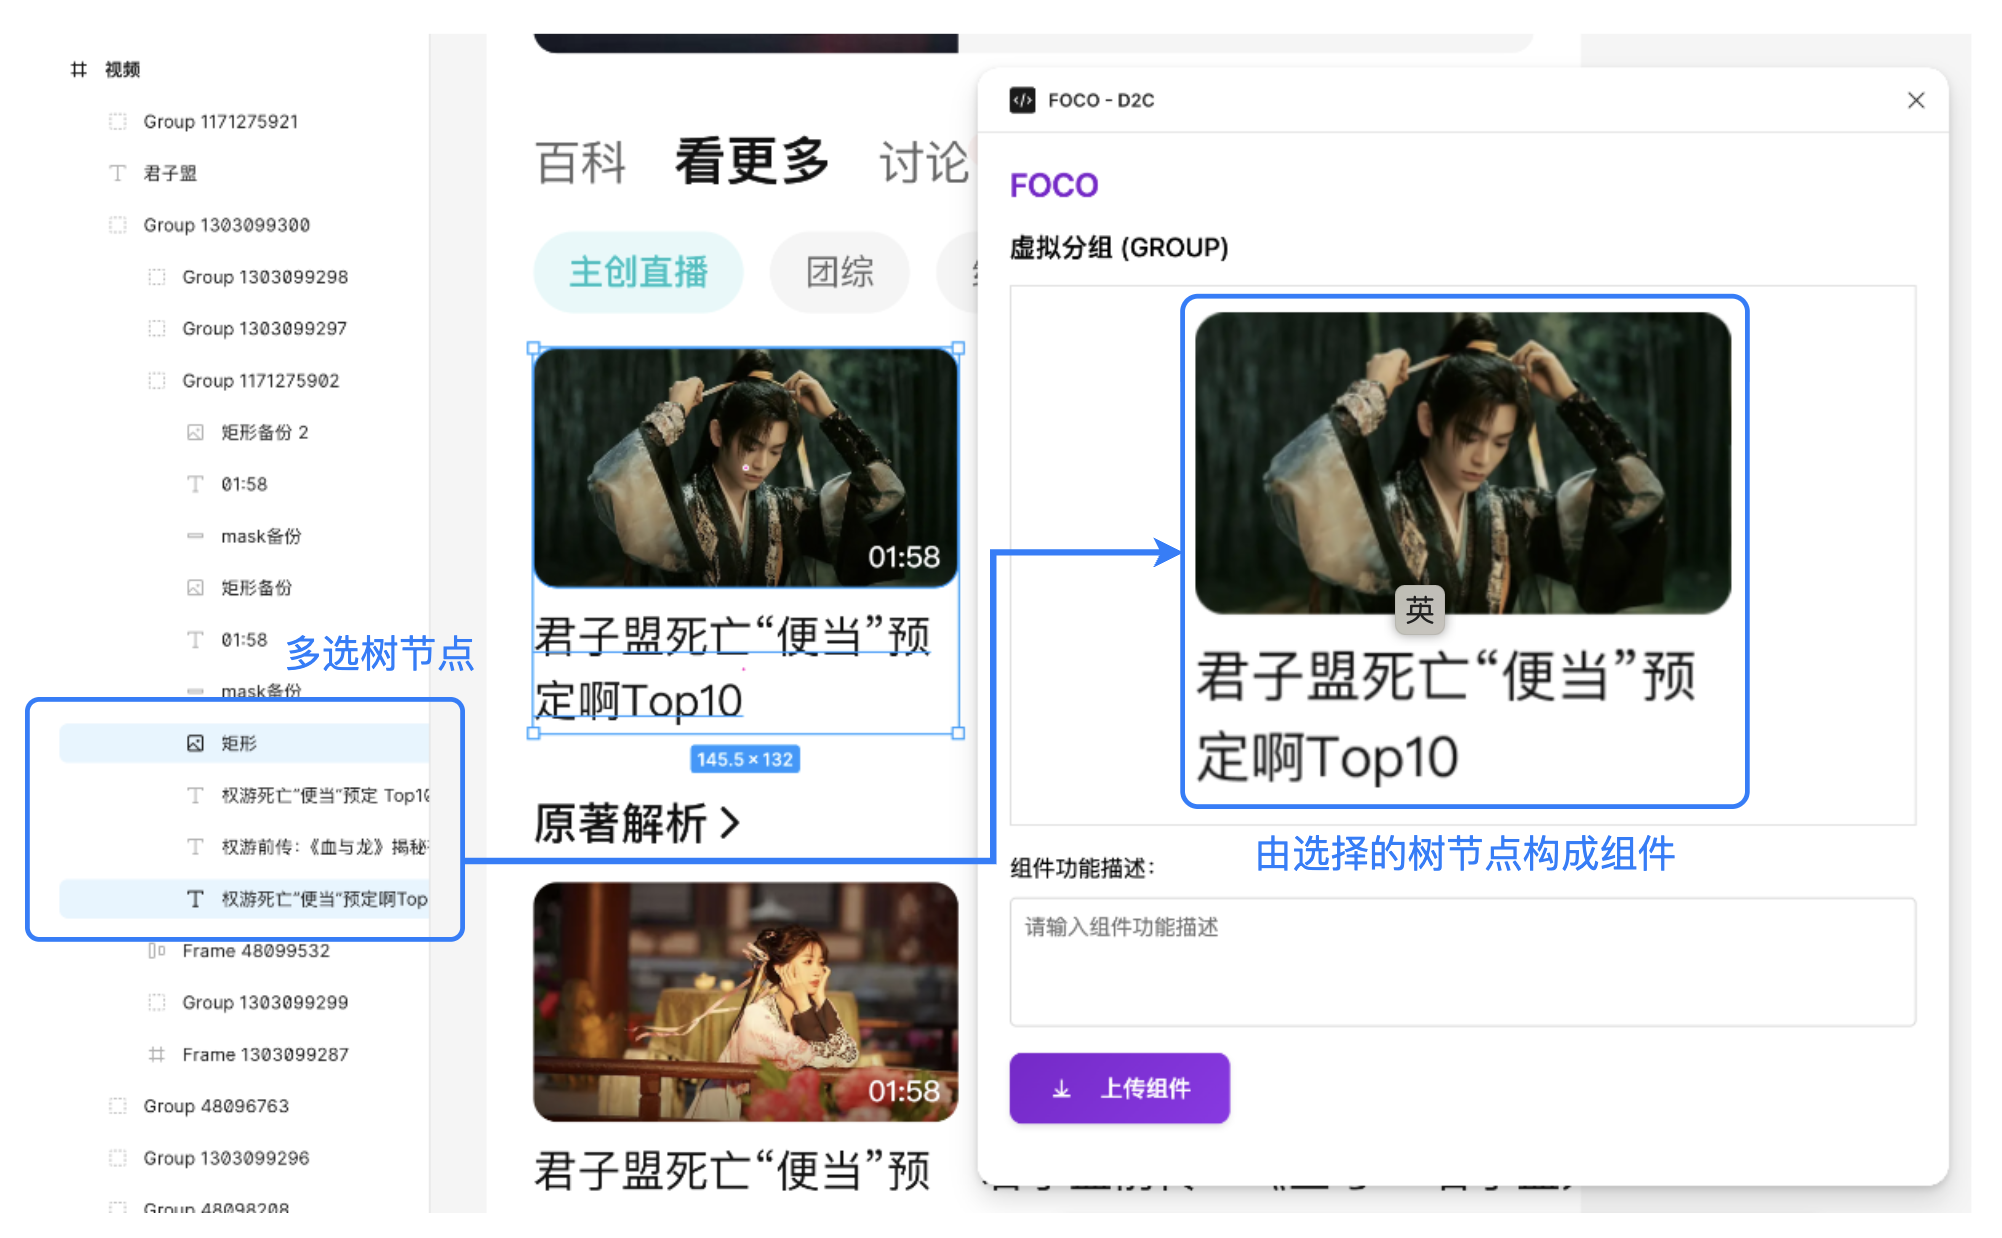 视频
Group 1171275921
君子盟
Group 1303099300
Group 1303099298
Group 1303099297
Group 1171275902
矩形备份 2
01:58
mask备份
矩形备份
01:58
mask备份
多选树节点
矩形
权游死亡”便当“预定 Top10
权游前传：《血与龙》揭秘
权游死亡”便当“预定啊Top
Frame 48099532
Group 1303099299
Frame 1303099287
Group 48096763
Group 1303099296
Group 48098208
百科
看更多
讨论
主创直播
团综
01:58
君子盟死亡“便当”预
定啊Top10
145.5 × 132
原著解析
01:58
君子盟死亡“便当”预
FOCO - D2C
FOCO
虚拟分组 (GROUP)
英
君子盟死亡“便当”预
定啊Top10
由选择的树节点构成组件
组件功能描述：
请输入组件功能描述
上传组件